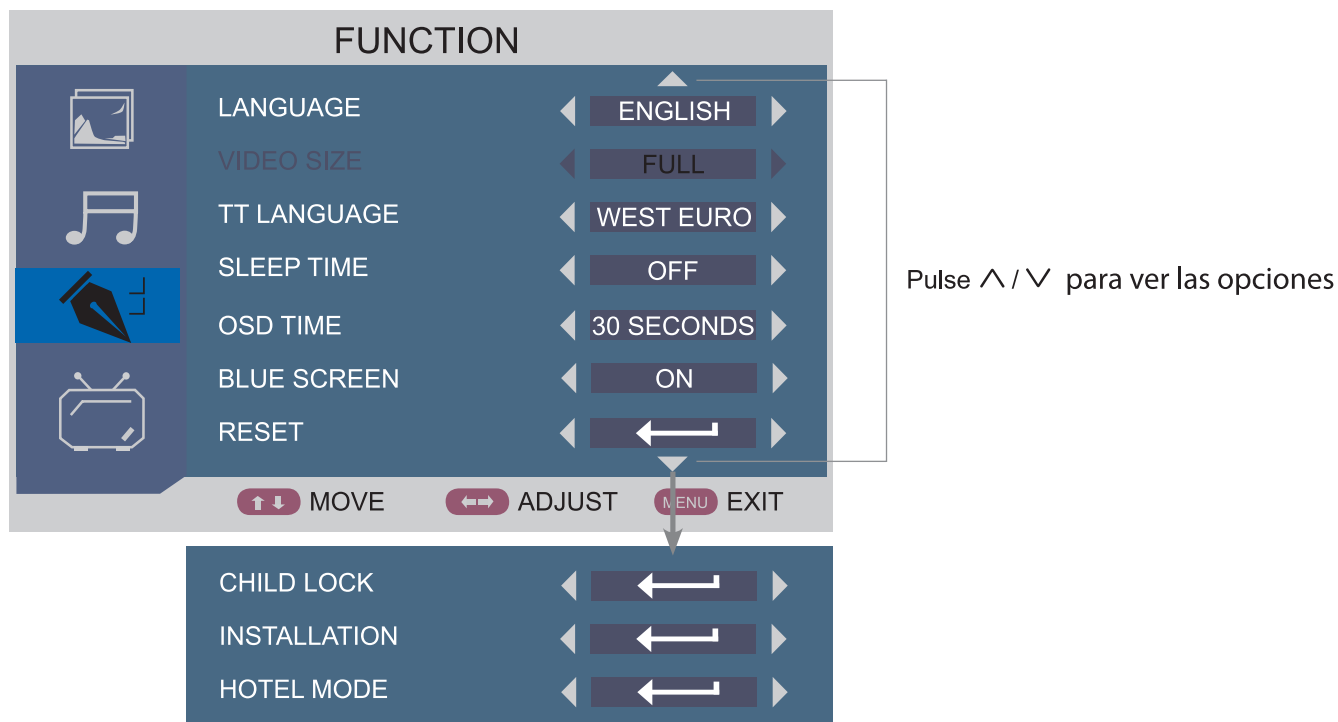 FUNCTION
LANGUAGE ENGLISH
VIDEO SIZE FULL
TT LANGUAGE WEST EURO
SLEEP TIME OFF
OSD TIME 30 SECONDS
BLUE SCREEN ON
RESET
MOVE ADJUST MENU EXIT
Pulse ∧ / ∨ para ver las opciones
CHILD LOCK
INSTALLATION
HOTEL MODE